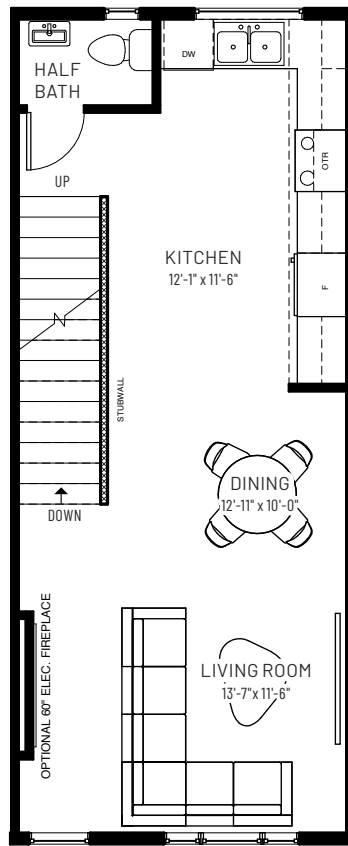 HALF
BATH
DW
OTR
UP
KITCHEN
12'-1" x 11'-6"
F
STUBWALL
DINING
12'-11" x 10'-0"
DOWN
OPTIONAL 60" ELEC. FIREPLACE
LIVING ROOM
13'-7"x 11'-6"